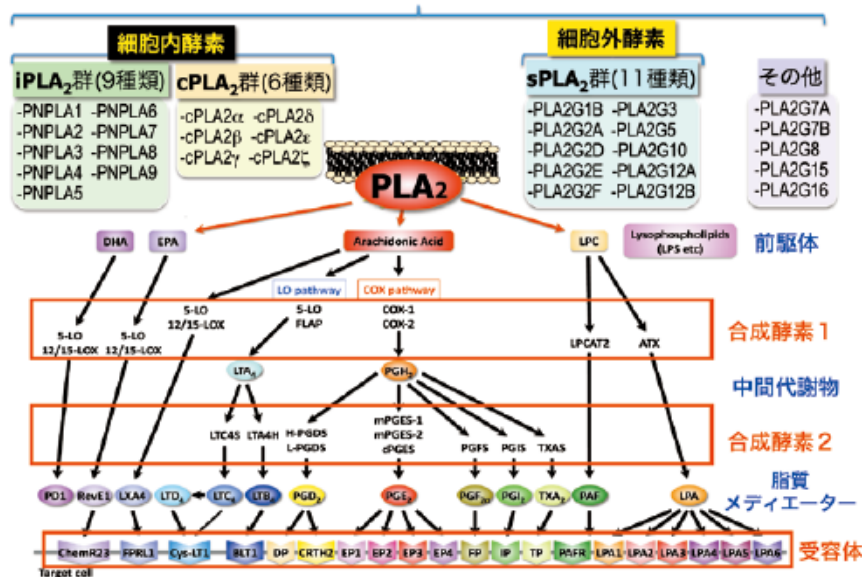 細胞内酵素
細胞外酵素
iPLA2群(9種類)
cPLA2群(6種類)
sPLA2群(11種類)
その他
-PNPLA1 -PNPLA6
-PNPLA2 -PNPLA7
-PNPLA3 -PNPLA8
-PNPLA4 -PNPLA9
-PNPLA5
-cPLA2α -cPLA2δ
-cPLA2β -cPLA2ε
-cPLA2γ -cPLA2ζ
-PLA2G1B -PLA2G3
-PLA2G2A -PLA2G5
-PLA2G2D -PLA2G10
-PLA2G2E -PLA2G12A
-PLA2G2F -PLA2G12B
-PLA2G7A
-PLA2G7B
-PLA2G8
-PLA2G15
-PLA2G16
PLA2
DHA
EPA
Arachidonic Acid
LPC
Lysophospholipids
(LPS etc)
前駆体
LO pathway
COX pathway
5-LO
12/15-LOX
5-LO
12/15-LOX
5-LO
12/15-LOX
5-LO
FLAP
COX-1
COX-2
LPCAT2
ATX
合成酵素1
LTA4
PGH2
中間代謝物
LTC4S
LTA4H
H-PGDS
L-PGDS
mPGES-1
mPGES-2
cPGES
PGFS
PGIS
TXAS
合成酵素2
PD1
RevE1
LXA4
LTD4
LTC4
LTB4
PGD2
PGE2
PGF2α
PGI2
TXA2
PAF
LPA
脂質
メディエーター
ChemR23
FPRL1
Cys-LT1
BLT1
DP
CRTH2
EP1
EP2
EP3
EP4
FP
IP
TP
PAFR
LPA1
LPA2
LPA3
LPA4
LPA5
LPA6
受容体
Target cell